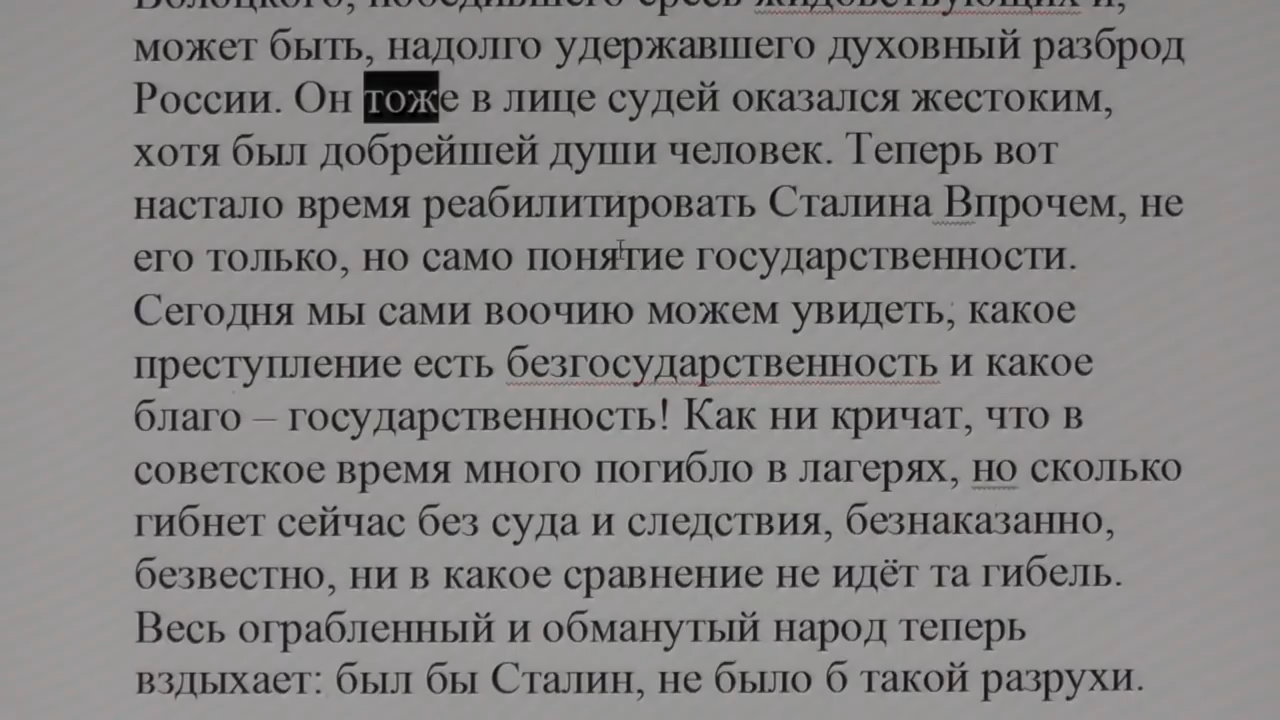 Волоцкого, победившего ересь жидовствующих и,
может быть, надолго удержавшего духовный разброд
России. Он тоже в лице судей оказался жестоким,
хотя был добрейшей души человек. Теперь вот
настало время реабилитировать Сталина Впрочем, не
его только, но само понятие государственности.
Сегодня мы сами воочию можем увидеть, какое
преступление есть безгосударственность и какое
благо – государственность! Как ни кричат, что в
советское время много погибло в лагерях, но сколько
гибнет сейчас без суда и следствия, безнаказанно,
безвестно, ни в какое сравнение не идёт та гибель.
Весь ограбленный и обманутый народ теперь
вздыхает: был бы Сталин, не было б такой разрухи.